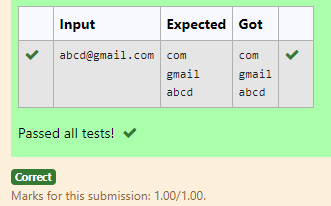 Input Expected Got
abcd@gmail.com com com
gmail gmail
abcd abcd
Passed all tests!
Correct
Marks for this submission: 1.00/1.00.